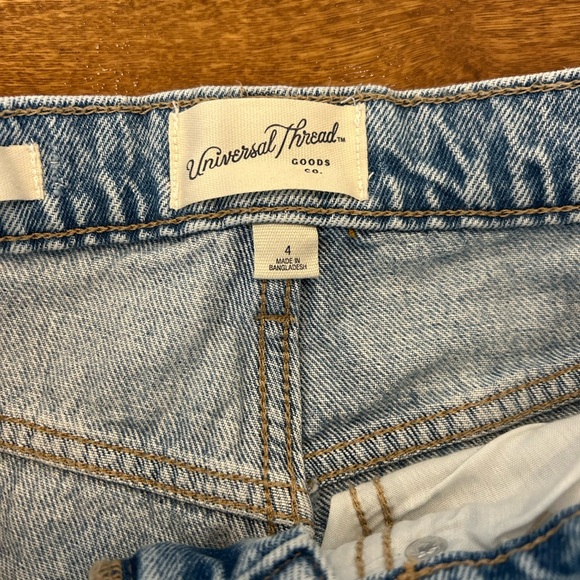 Universal Thread™
GOODS
CO.
4
MADE IN
BANGLADESH